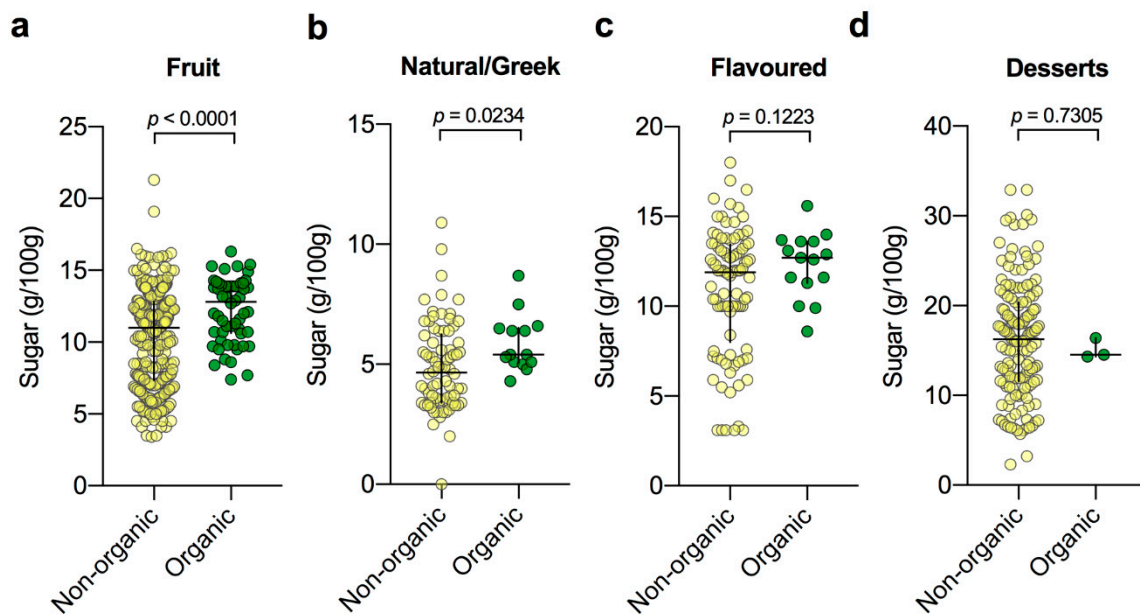 a
Fruit
p < 0.0001
Sugar (g/100g)
25
20
15
10
5
0
Non-organic
Organic
b
Natural/Greek
p = 0.0234
Sugar (g/100g)
15
10
5
0
Non-organic
Organic
c
Flavoured
p = 0.1223
Sugar (g/100g)
20
15
10
5
0
Non-organic
Organic
d
Desserts
p = 0.7305
Sugar (g/100g)
40
30
20
10
0
Non-organic
Organic